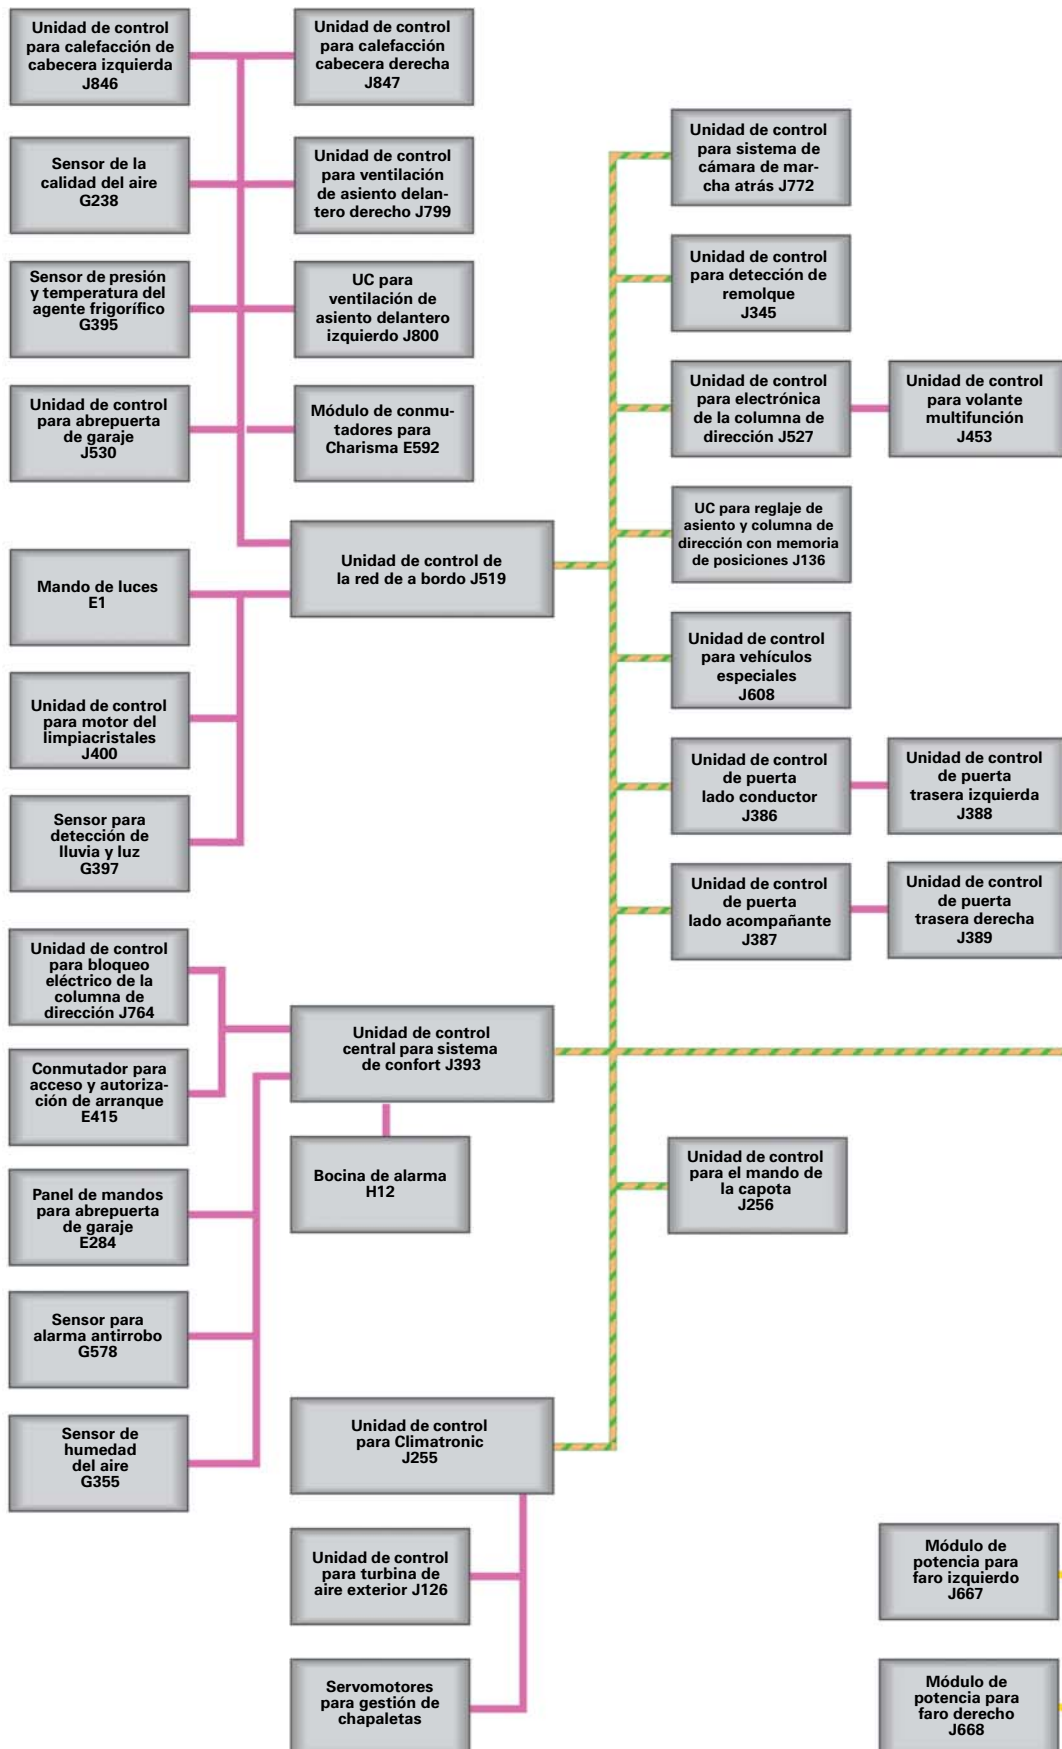 Unidad de control
para calefacción de
cabecera izquierda
J846
Unidad de control
para calefacción
cabecera derecha
J847
Sensor de la
calidad del aire
G238
Unidad de control
para ventilación
de asiento delan-
tero derecho J799
Sensor de presión
y temperatura del
agente frigorífico
G395
UC para
ventilación de
asiento delantero
izquierdo J800
Unidad de control
para abrepuerta
de garaje
J530
Módulo de conmu-
tadores para
Charisma E592
Unidad de control de
la red de a bordo J519
Mando de luces
E1
Unidad de control
para motor del
limpiacristales
J400
Sensor para
detección de
lluvia y luz
G397
Unidad de control
para bloqueo
eléctrico de la
columna de
dirección J764
Conmutador para
acceso y autoriza-
ción de arranque
E415
Unidad de control
central para sistema
de confort J393
Bocina de alarma
H12
Panel de mandos
para abrepuerta
de garaje
E284
Sensor para
alarma antirrobo
G578
Sensor de
humedad
del aire
G355
Unidad de control
para Climatronic
J255
Unidad de control
para turbina de
aire exterior J126
Servomotores
para gestión de
chapaletas
Unidad de control
para sistema de
cámara de mar-
cha atrás J772
Unidad de control
para detección de
remolque
J345
Unidad de control
para electrónica
de la columna de
dirección J527
Unidad de control
para volante
multifunción
J453
UC para reglaje de
asiento y columna de
dirección con memoria
de posiciones J136
Unidad de control
para vehículos
especiales
J608
Unidad de control
de puerta
lado conductor
J386
Unidad de control
de puerta
trasera izquierda
J388
Unidad de control
de puerta
lado acompañante
J387
Unidad de control
de puerta
trasera derecha
J389
Unidad de control
para el mando de
la capota
J256
Módulo de
potencia para
faro izquierdo
J667
Módulo de
potencia para
faro derecho
J668